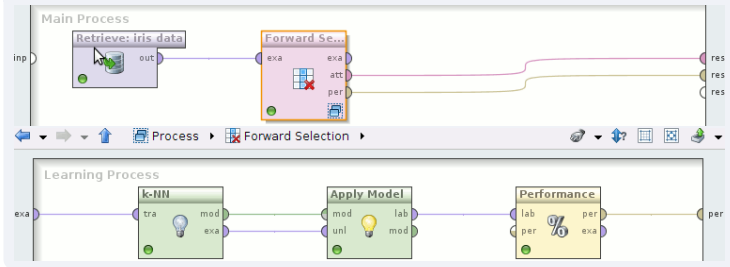 Main Process
Retrieve: iris data
Forward Se...
inp
out
exa
exa
res
att
res
per
res
Process
Forward Selection
Learning Process
k-NN
Apply Model
Performance
exa
tra
mod
mod
lab
lab
per
per
exa
unl
mod
per
exa